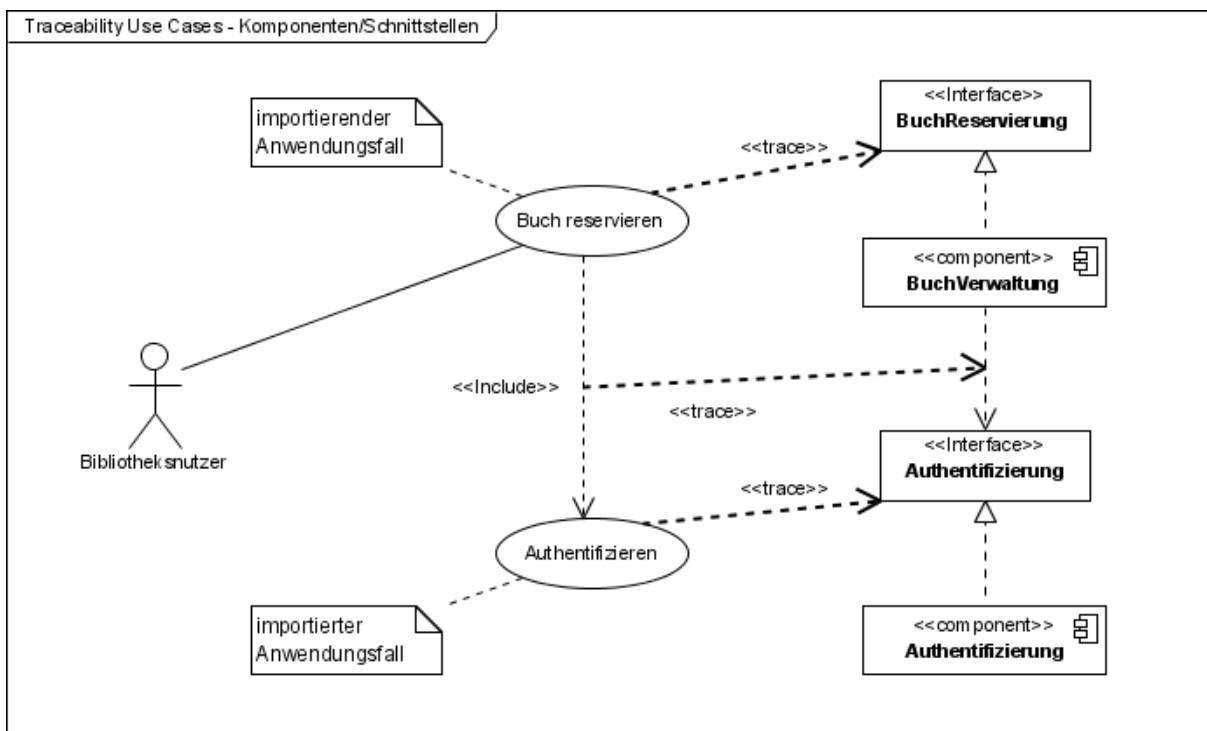 Traceability Use Cases - Komponenten/Schnittstellen
importierender
Anwendungsfall
<<Interface>>
BuchReservierung
<<trace>>
Buch reservieren
<<component>>
BuchVerwaltung
<<Include>>
<<trace>>
Bibliotheksnutzer
<<Interface>>
Authentifizierung
<<trace>>
Authentifizieren
importierter
Anwendungsfall
<<component>>
Authentifizierung